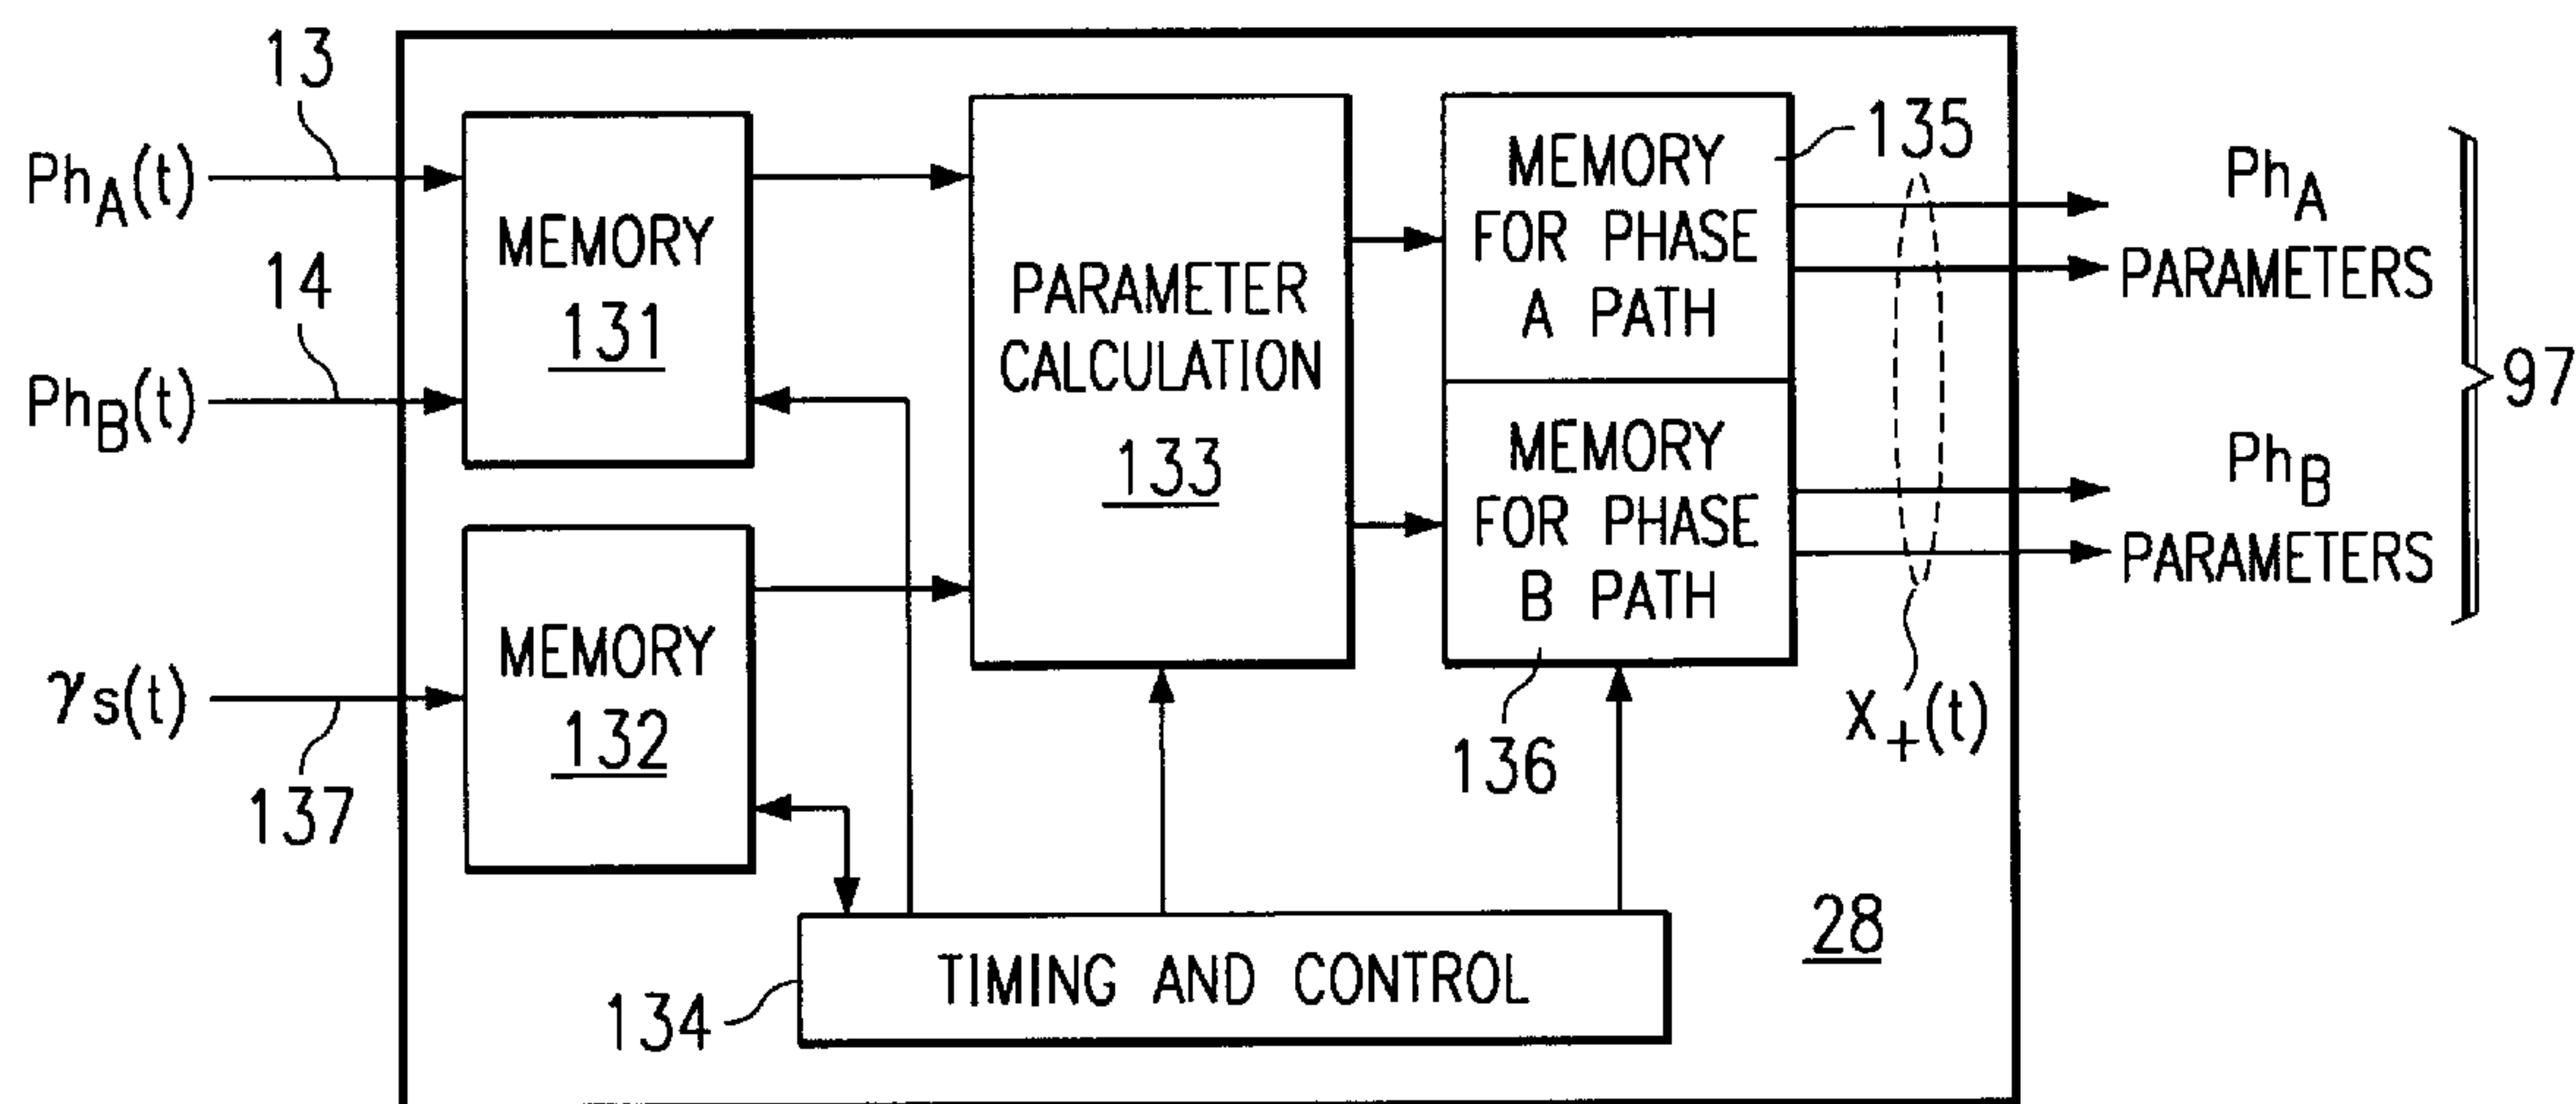 13
Ph_A(t)
14
Ph_B(t)
γs(t)
137
MEMORY
131
MEMORY
132
PARAMETER
CALCULATION
133
MEMORY
FOR PHASE
A PATH
135
MEMORY
FOR PHASE
B PATH
136
X_+(t)
Ph_A
PARAMETERS
Ph_B
PARAMETERS
97
TIMING AND CONTROL
134
28